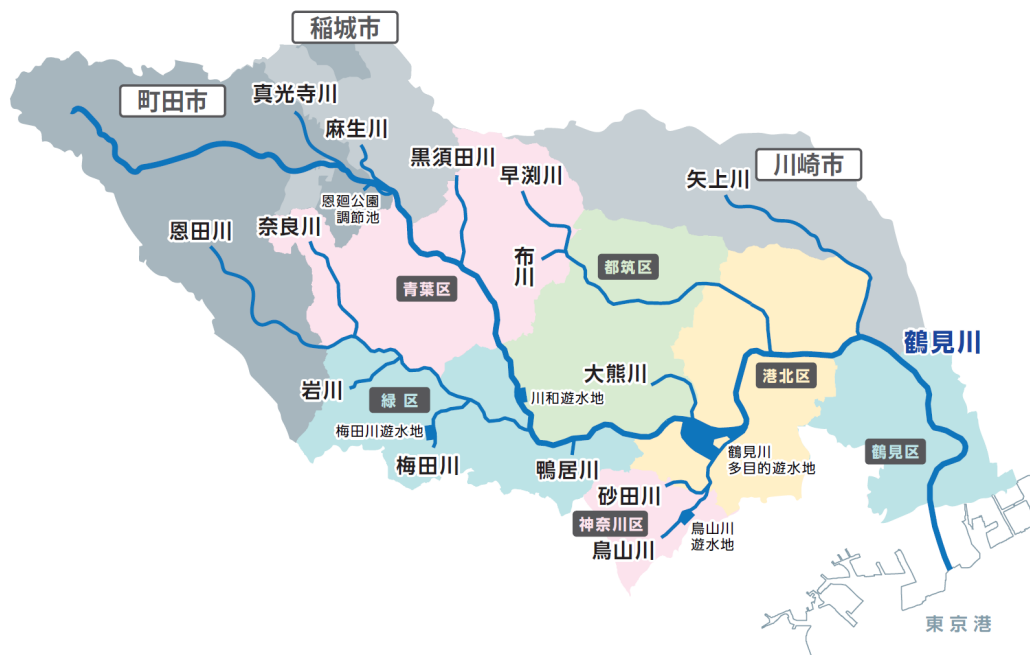 稲城市
町田市
真光寺川
麻生川
黒須田川
早渕川
矢上川
川崎市
恩廻公園
調節池
恩田川
奈良川
布川
都筑区
青葉区
鶴見川
大熊川
港北区
岩川
緑区
川和遊水地
梅田川遊水地
梅田川
鴨居川
鶴見川
多目的遊水地
鶴見区
砂田川
神奈川区
鳥山川
鳥山川
遊水地
東京港